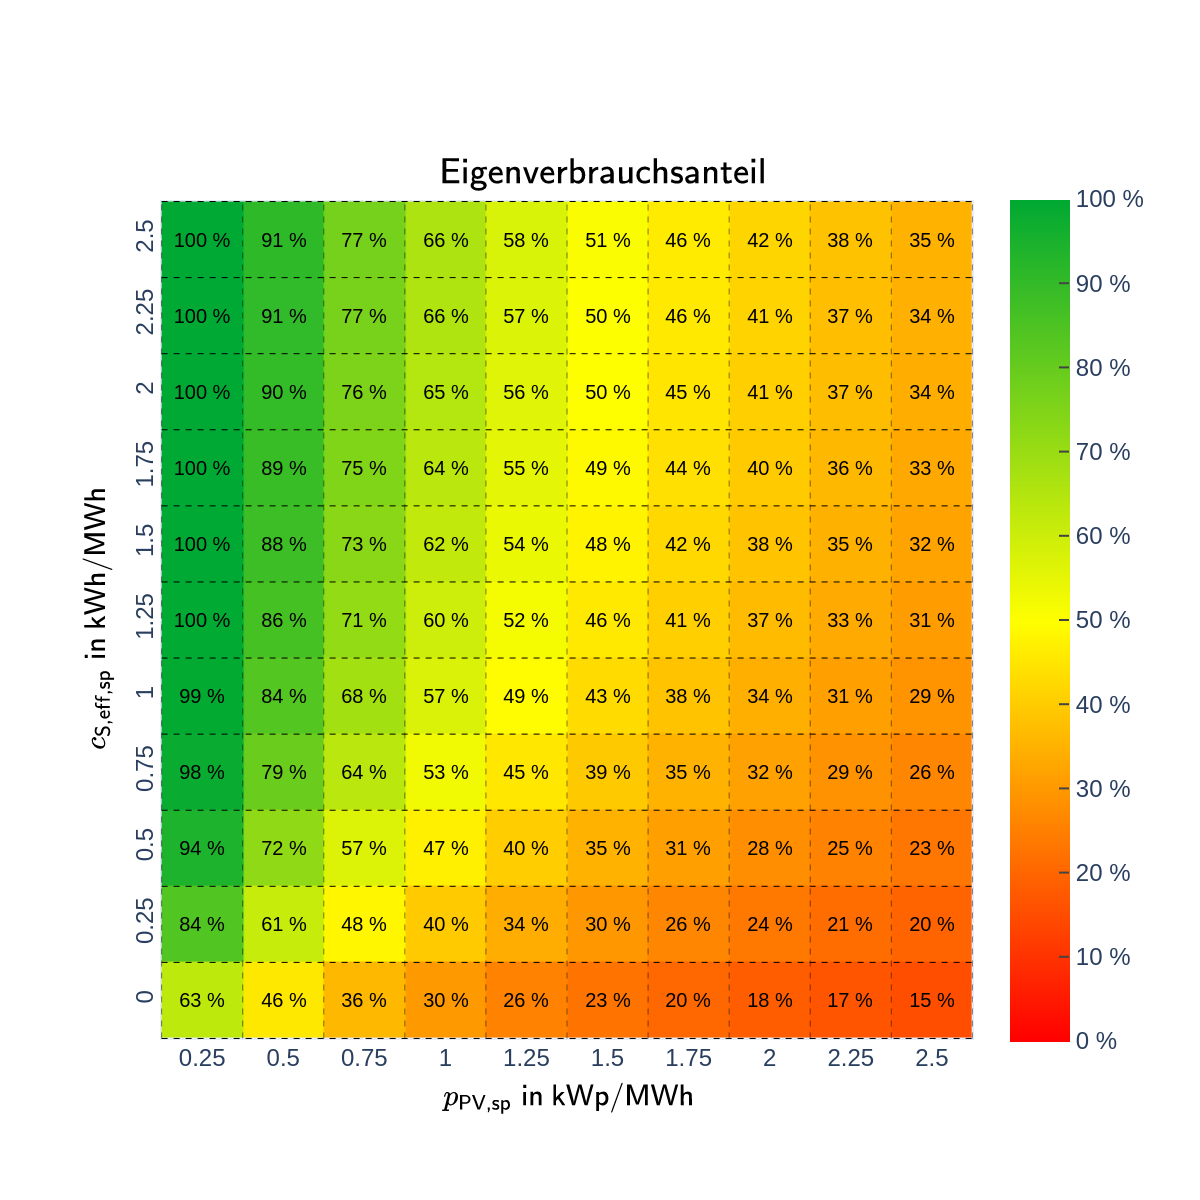 Eigenverbrauchsanteil
2.5 100 % 91 % 77 % 66 % 58 % 51 % 46 % 42 % 38 % 35 %
2.25 100 % 91 % 77 % 66 % 57 % 50 % 46 % 41 % 37 % 34 %
2 100 % 90 % 76 % 65 % 56 % 50 % 45 % 41 % 37 % 34 %
1.75 100 % 89 % 75 % 64 % 55 % 49 % 44 % 40 % 36 % 33 %
1.5 100 % 88 % 73 % 62 % 54 % 48 % 42 % 38 % 35 % 32 %
1.25 100 % 86 % 71 % 60 % 52 % 46 % 41 % 37 % 33 % 31 %
1 99 % 84 % 68 % 57 % 49 % 43 % 38 % 34 % 31 % 29 %
0.75 98 % 79 % 64 % 53 % 45 % 39 % 35 % 32 % 29 % 26 %
0.5 94 % 72 % 57 % 47 % 40 % 35 % 31 % 28 % 25 % 23 %
0.25 84 % 61 % 48 % 40 % 34 % 30 % 26 % 24 % 21 % 20 %
0 63 % 46 % 36 % 30 % 26 % 23 % 20 % 18 % 17 % 15 %
0.25 0.5 0.75 1 1.25 1.5 1.75 2 2.25 2.5
pPV,sp in kWp/MWh
cS,eff,sp in kWh/MWh
100 %
90 %
80 %
70 %
60 %
50 %
40 %
30 %
20 %
10 %
0 %